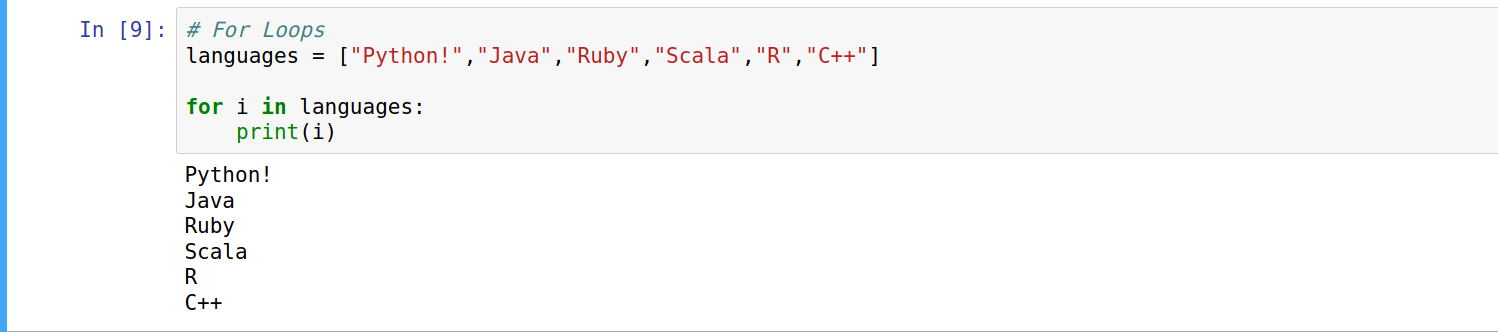 In [9]: # For Loops
languages = ["Python!","Java","Ruby","Scala","R","C++"]
for i in languages:
    print(i)
Python!
Java
Ruby
Scala
R
C++